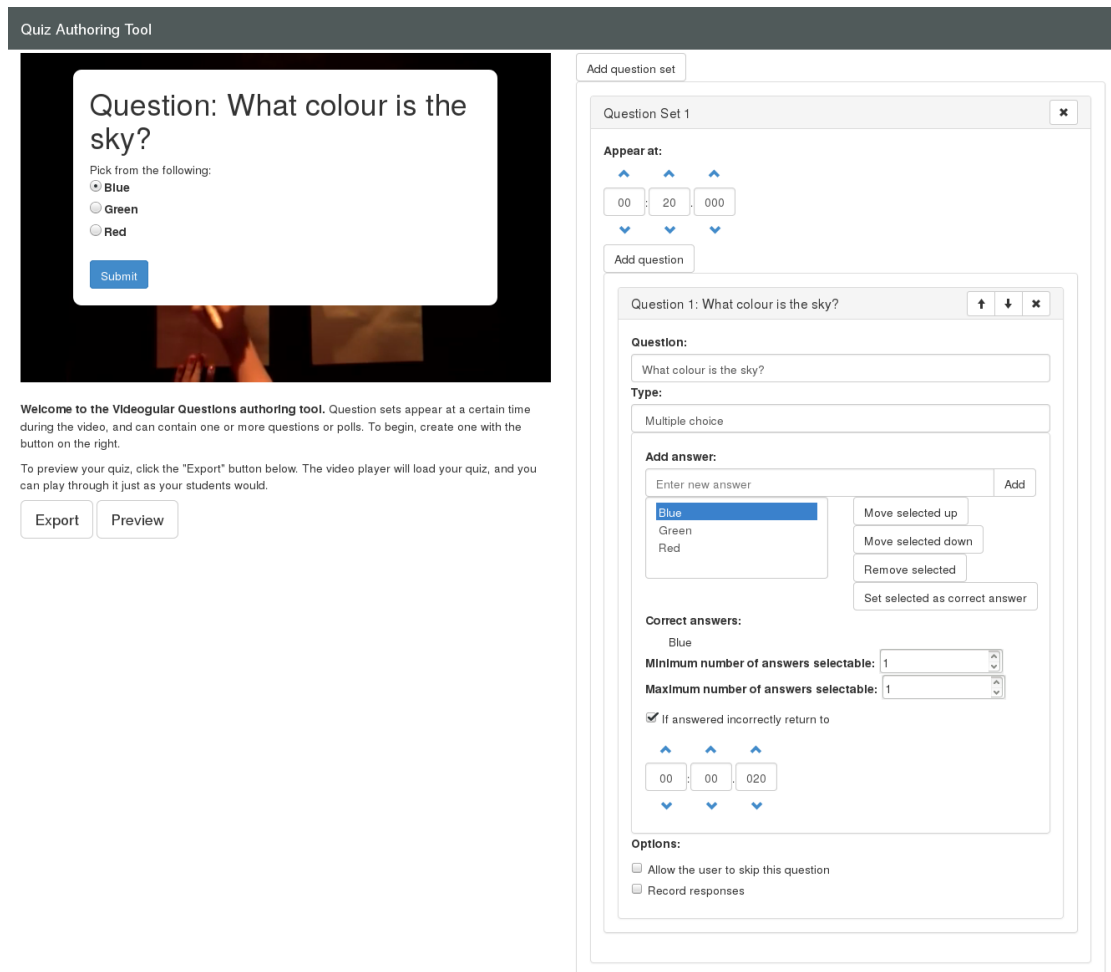 Quiz Authoring Tool
Question: What colour is the
sky?
Pick from the following:
Blue
Green
Red
Submit
Welcome to the Videogular Questions authoring tool. Question sets appear at a certain time
during the video, and can contain one or more questions or polls. To begin, create one with the
button on the right.
To preview your quiz, click the "Export" button below. The video player will load your quiz, and you
can play through it just as your students would.
Export Preview
Add question set
Question Set 1
Appear at:
00 : 20 . 000
Add question
Question 1: What colour is the sky?
Question:
What colour is the sky?
Type:
Multiple choice
Add answer:
Enter new answer Add
Blue
Green
Red
Move selected up
Move selected down
Remove selected
Set selected as correct answer
Correct answers:
Blue
Minimum number of answers selectable: 1
Maximum number of answers selectable: 1
If answered incorrectly return to
00 : 00 . 020
Options:
Allow the user to skip this question
Record responses